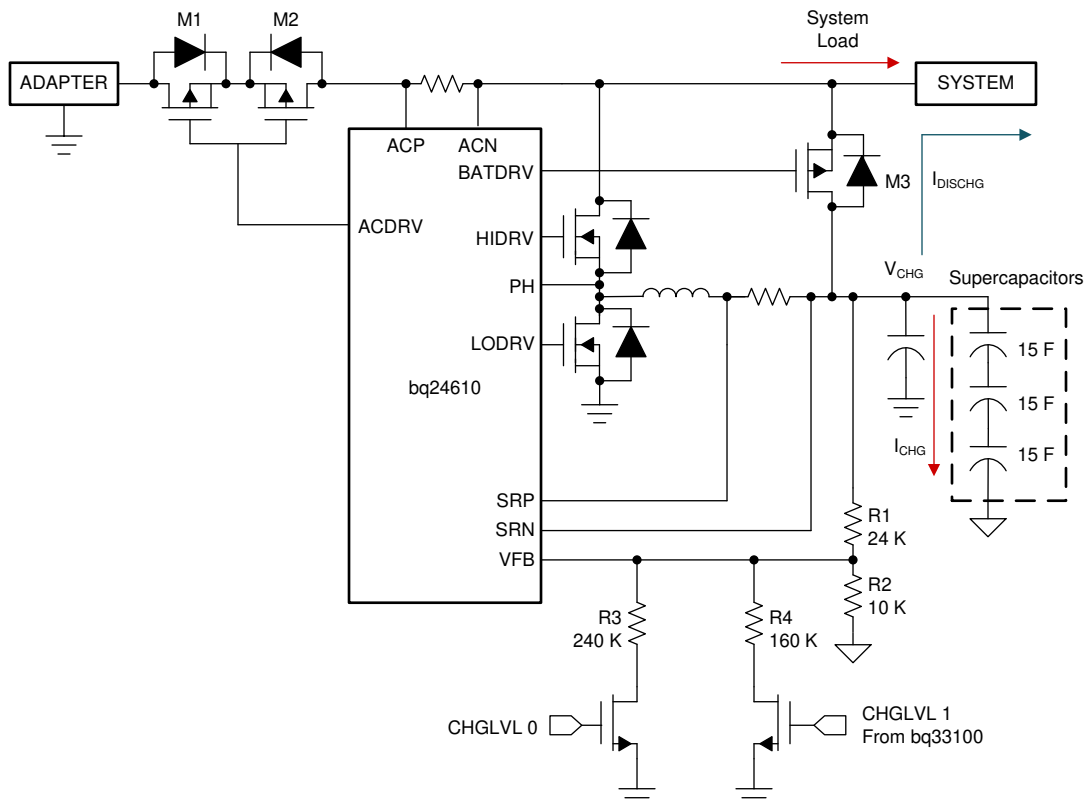 M1
M2
System
Load
ADAPTER
SYSTEM
ACP
ACN
BATDRV
M3
IDISCHG
ACDRV
HIDRV
PH
VCHG
Supercapacitors
LODRV
15 F
bq24610
15 F
ICHG
15 F
SRP
SRN
R1
24 K
VFB
R2
10 K
R3
240 K
R4
160 K
CHGLVL 0
CHGLVL 1
From bq33100